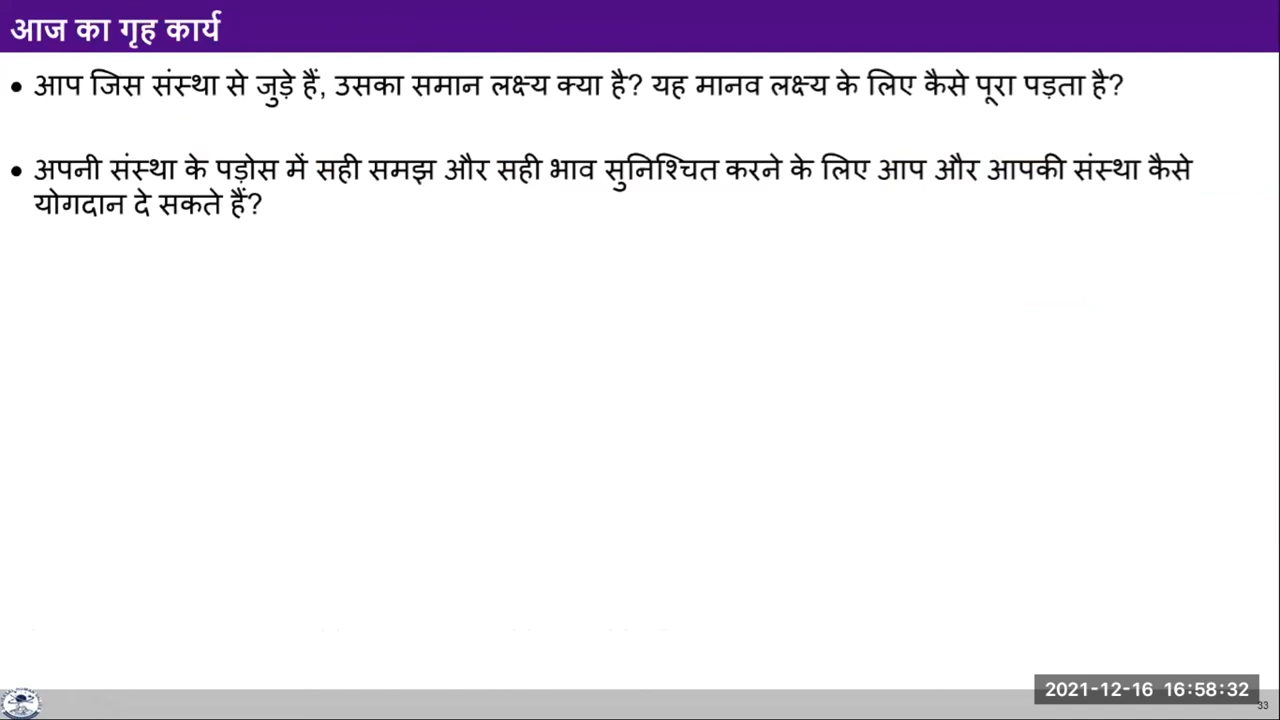 आज का गृह कार्य
• आप जिस संस्था से जुड़े हैं, उसका समान लक्ष्य क्या है? यह मानव लक्ष्य के लिए कैसे पूरा पड़ता है?
• अपनी संस्था के पड़ोस में सही समझ और सही भाव सुनिश्चित करने के लिए आप और आपकी संस्था कैसे
योगदान दे सकते हैं?
2021-12-16 16:58:32
33